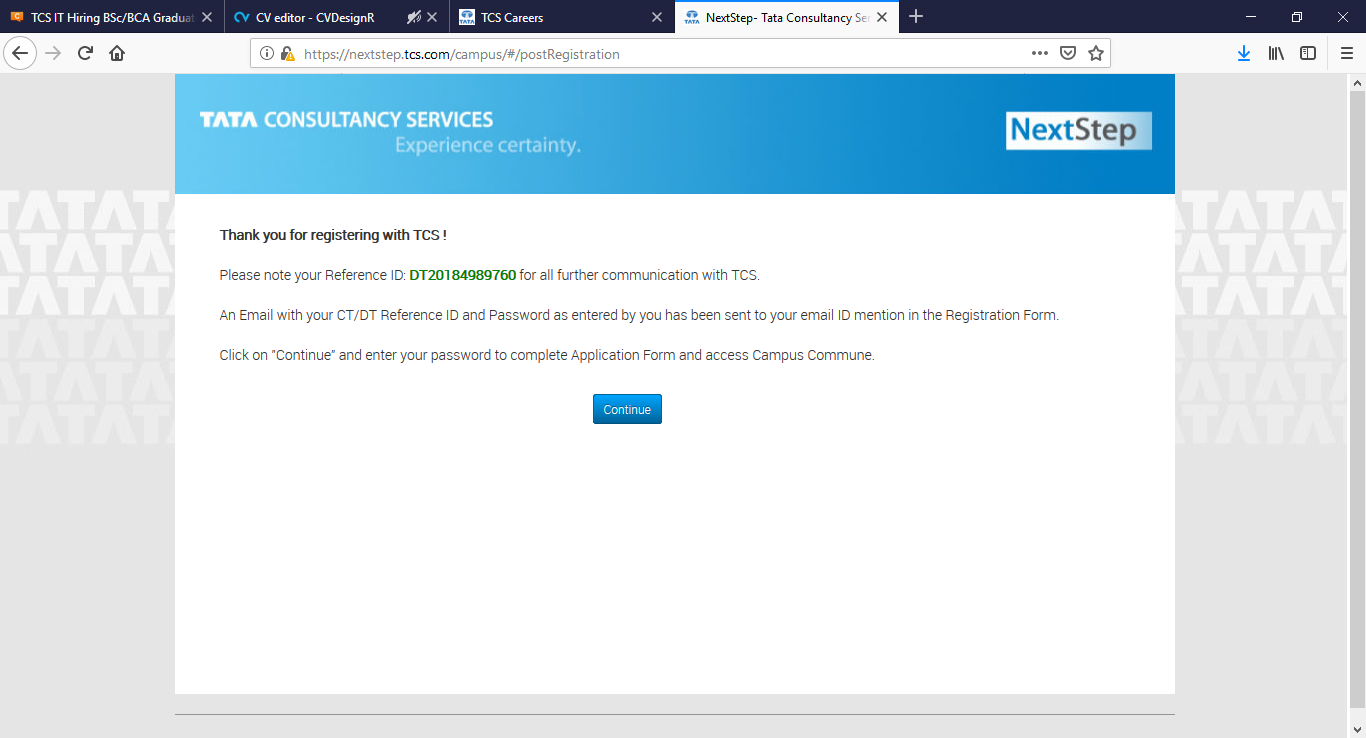 TCS IT Hiring BSc/BCA Graduat
CV editor - CVDesignR
TCS Careers
NextStep- Tata Consultancy Se
https://nextstep.tcs.com/campus/#/postRegistration
TATA CONSULTANCY SERVICES
Experience certainty.
NextStep
Thank you for registering with TCS !
Please note your Reference ID: DT20184989760 for all further communication with TCS.
An Email with your CT/DT Reference ID and Password as entered by you has been sent to your email ID mention in the Registration Form.
Click on "Continue" and enter your password to complete Application Form and access Campus Commune.
Continue